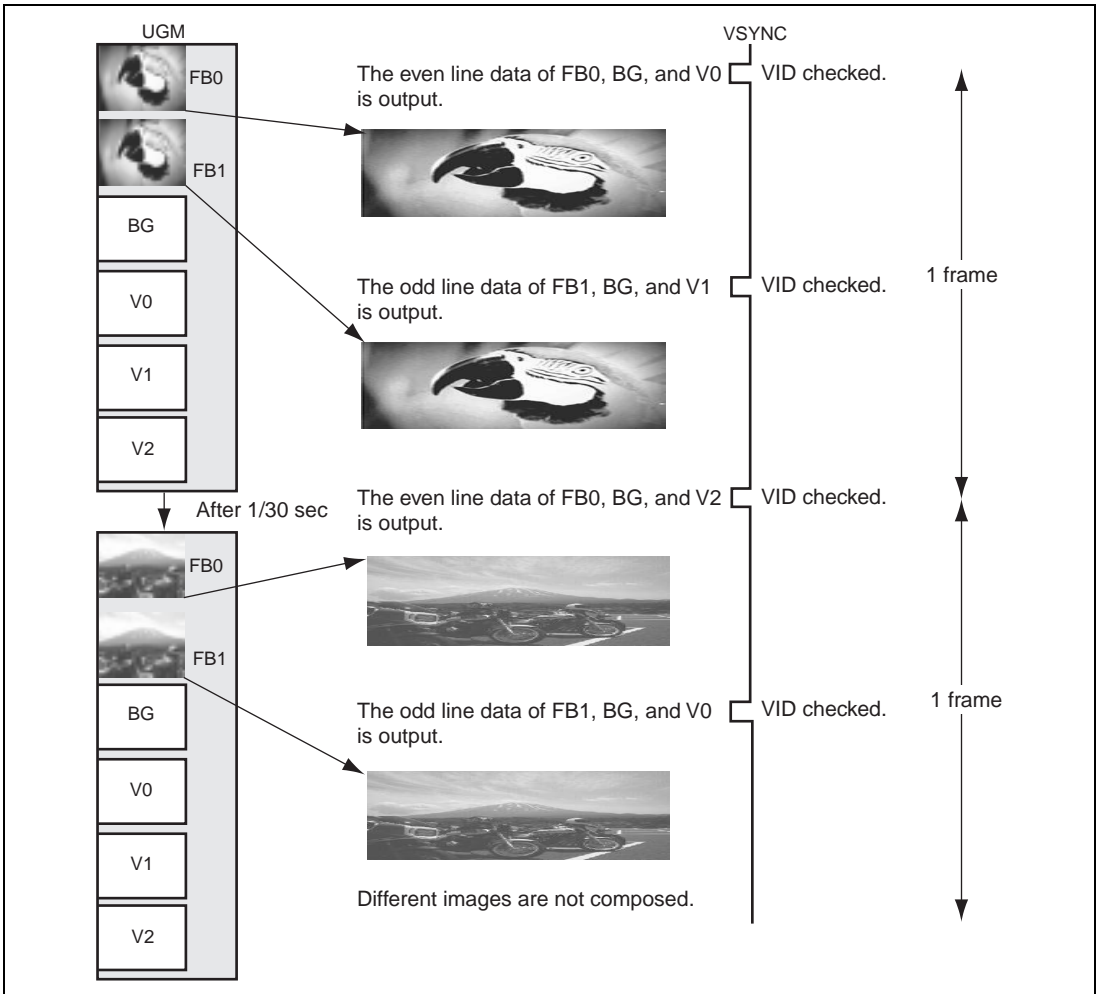 UGM
VSYNC
FB0
The even line data of FB0, BG, and V0
is output.
VID checked.
FB1
BG
The odd line data of FB1, BG, and V1
is output.
VID checked.
1 frame
V0
V1
V2
After 1/30 sec
The even line data of FB0, BG, and V2
is output.
VID checked.
FB0
FB1
BG
The odd line data of FB1, BG, and V0
is output.
VID checked.
1 frame
V0
V1
Different images are not composed.
V2